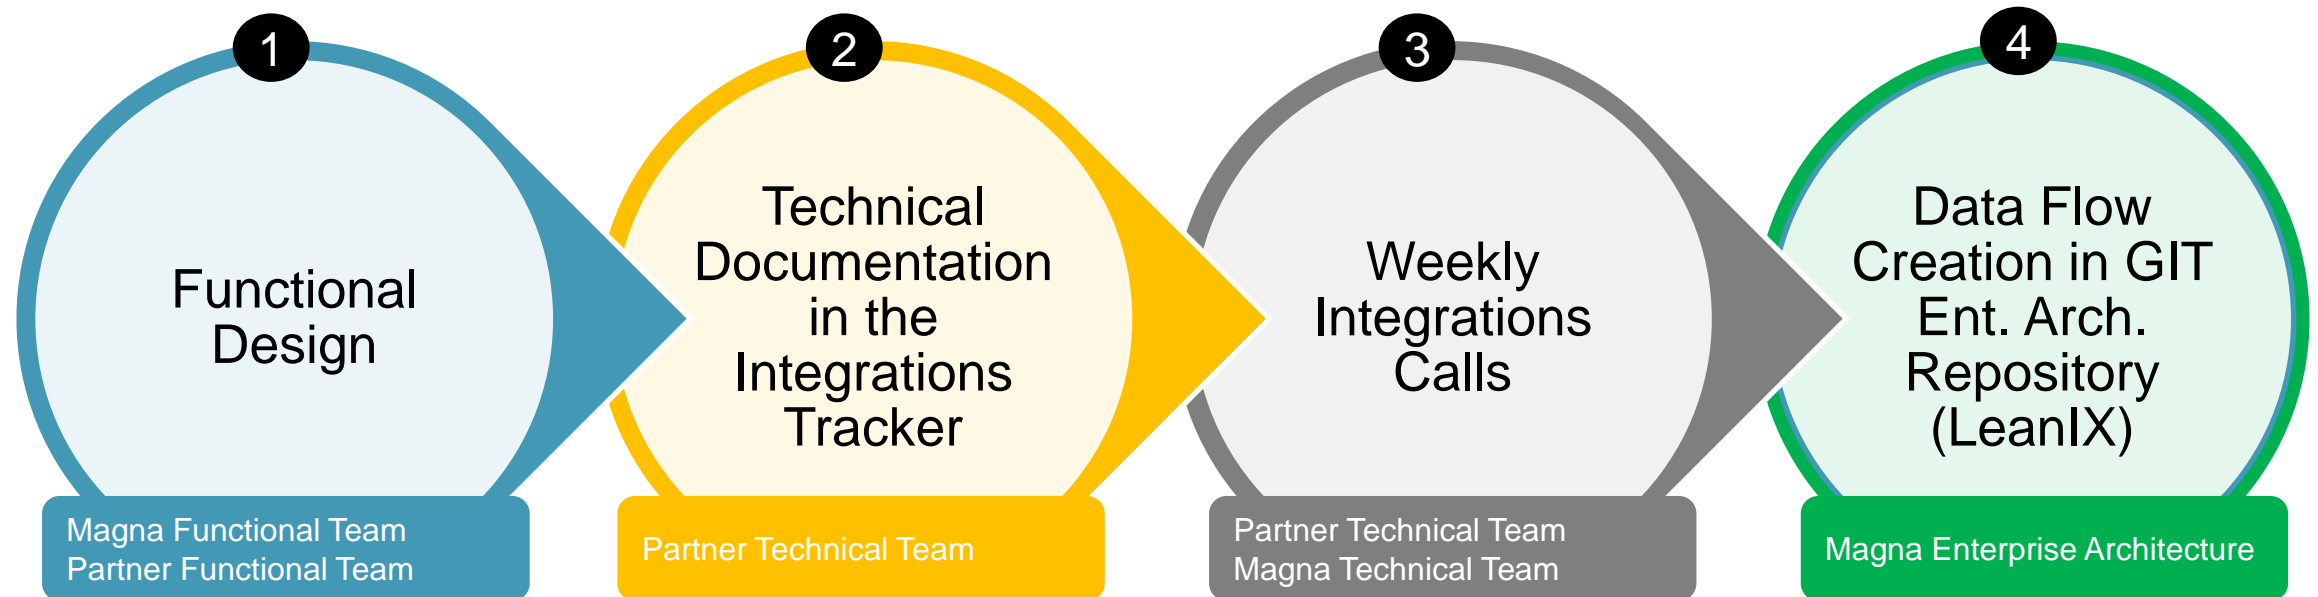 1
Functional
Design
Magna Functional Team
Partner Functional Team
2
Technical
Documentation
in the
Integrations
Tracker
Partner Technical Team
3
Weekly
Integrations
Calls
Partner Technical Team
Magna Technical Team
4
Data Flow
Creation in GIT
Ent. Arch.
Repository
(LeanIX)
Magna Enterprise Architecture